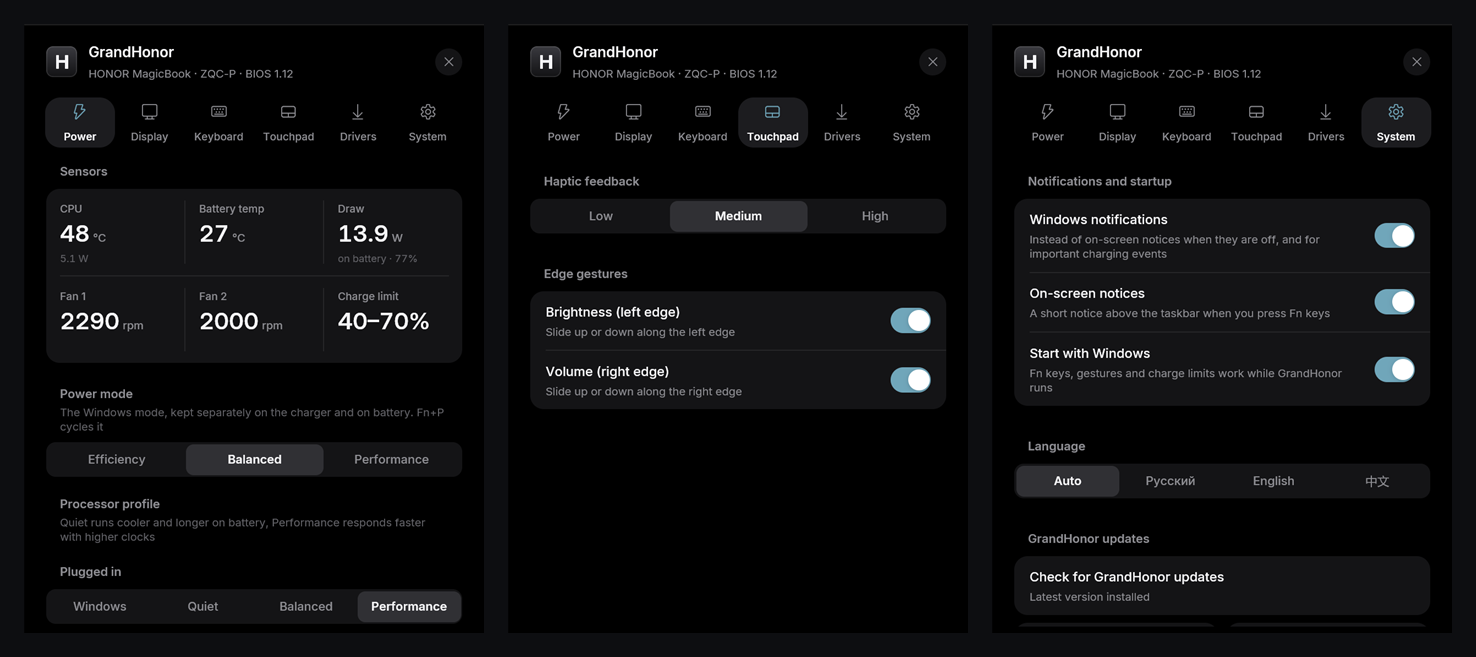 H
GrandHonor
HONOR MagicBook · ZQC-P · BIOS 1.12
Power
Display
Keyboard
Touchpad
Drivers
System
Sensors
CPU
48 °C
5.1 W
Battery temp
27 °C
Draw
13.9 W
on battery · 77%
Fan 1
2290 rpm
Fan 2
2000 rpm
Charge limit
40–70%
Power mode
The Windows mode, kept separately on the charger and on battery. Fn+P
cycles it
Efficiency
Balanced
Performance
Processor profile
Quiet runs cooler and longer on battery, Performance responds faster
with higher clocks
Plugged in
Windows
Quiet
Balanced
Performance
H
GrandHonor
HONOR MagicBook · ZQC-P · BIOS 1.12
Power
Display
Keyboard
Touchpad
Drivers
System
Haptic feedback
Low
Medium
High
Edge gestures
Brightness (left edge)
Slide up or down along the left edge
Volume (right edge)
Slide up or down along the right edge
H
GrandHonor
HONOR MagicBook · ZQC-P · BIOS 1.12
Power
Display
Keyboard
Touchpad
Drivers
System
Notifications and startup
Windows notifications
Instead of on-screen notices when they are off, and for
important charging events
On-screen notices
A short notice above the taskbar when you press Fn keys
Start with Windows
Fn keys, gestures and charge limits work while GrandHonor
runs
Language
Auto
Русский
English
中文
GrandHonor updates
Check for GrandHonor updates
Latest version installed